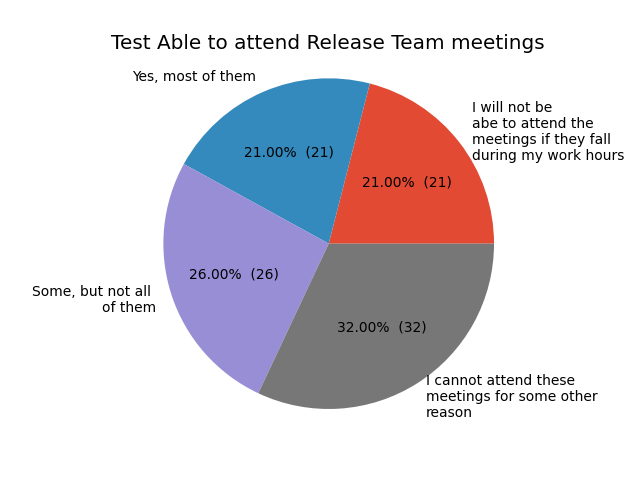 Test Able to attend Release Team meetings
Yes, most of them
I will not be
abe to attend the
meetings if they fall
during my work hours
21.00%  (21)
21.00%  (21)
26.00%  (26)
Some, but not all
of them
32.00%  (32)
I cannot attend these
meetings for some other
reason